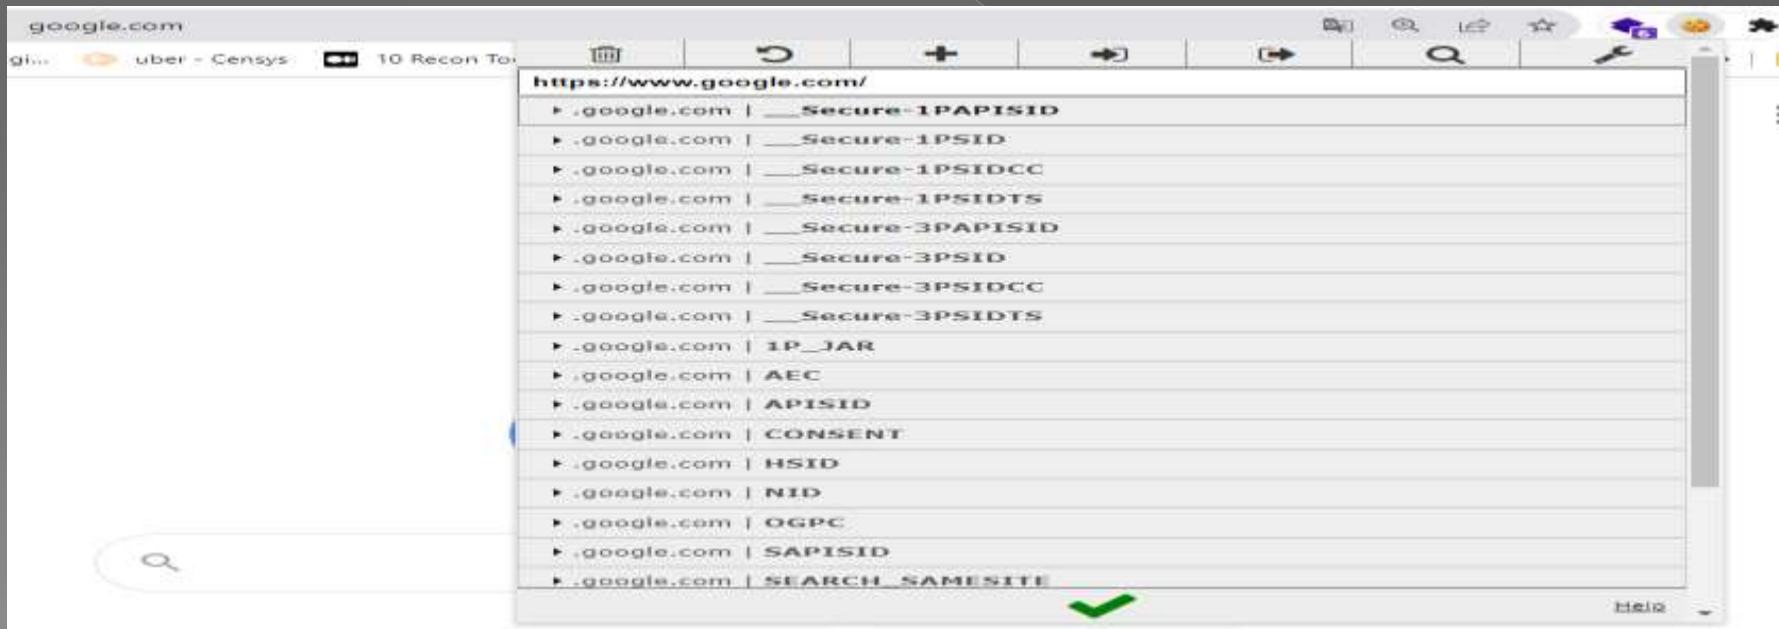 google.com
gi... uber - Censys 10 Recon To
6
https://www.google.com/
.google.com | __Secure-1PAPISID
.google.com | __Secure-1PSID
.google.com | __Secure-1PSIDCC
.google.com | __Secure-1PSIDTS
.google.com | __Secure-3PAPISID
.google.com | __Secure-3PSID
.google.com | __Secure-3PSIDCC
.google.com | __Secure-3PSIDTS
.google.com | 1P_JAR
.google.com | AEC
.google.com | APISID
.google.com | CONSENT
.google.com | HSID
.google.com | NID
.google.com | OGPC
.google.com | SAPISID
.google.com | SEARCH_SAMESITE
Help